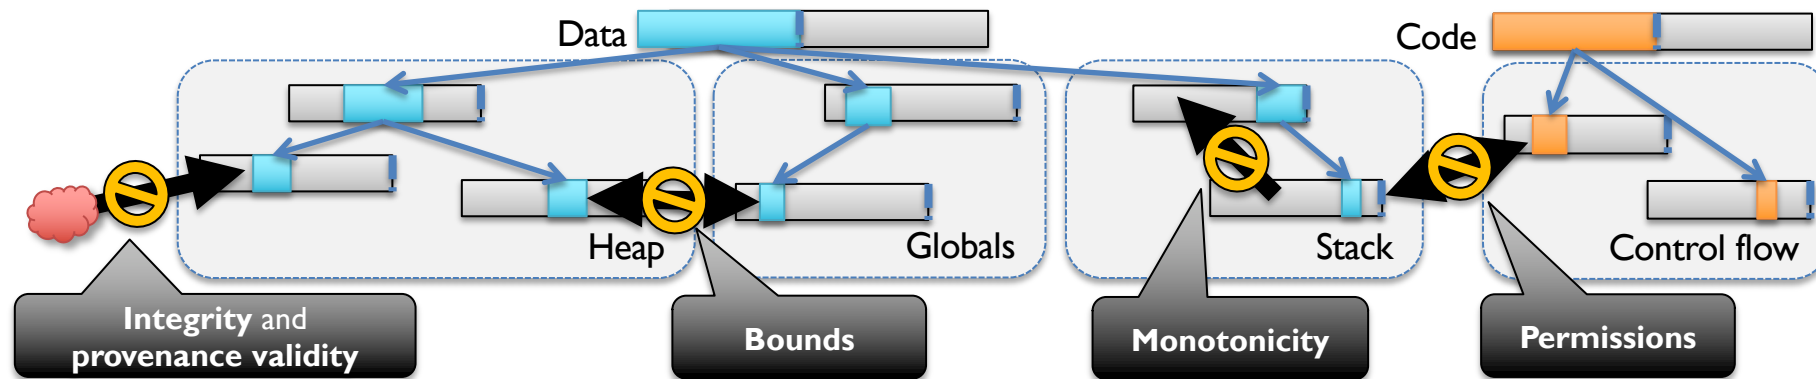 Data
Code
Heap
Globals
Stack
Control flow
Integrity and
provenance validity
Bounds
Monotonicity
Permissions